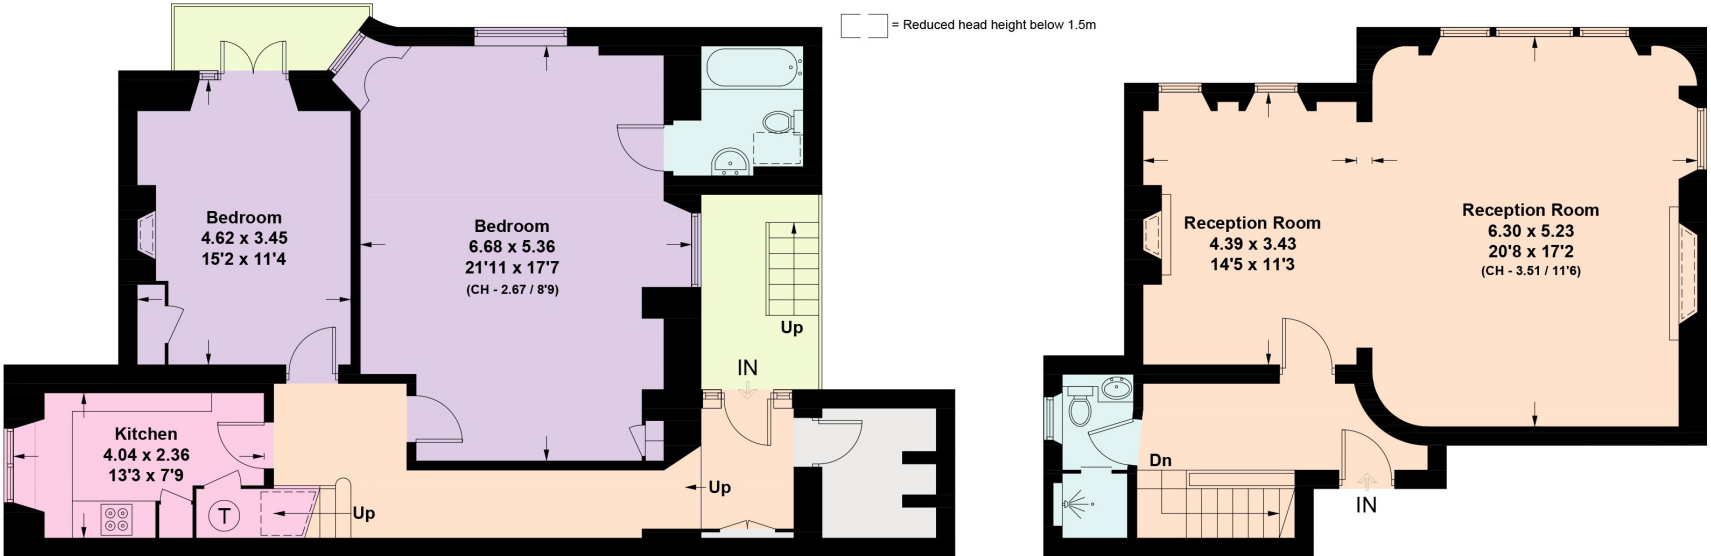 = Reduced head height below 1.5m
Bedroom
4.62 x 3.45
15'2 x 11'4
Bedroom
6.68 x 5.36
21'11 x 17'7
(CH - 2.67 / 8'9)
Up
IN
Kitchen
4.04 x 2.36
13'3 x 7'9
T
Up
Up
Reception Room
4.39 x 3.43
14'5 x 11'3
Reception Room
6.30 x 5.23
20'8 x 17'2
(CH - 3.51 / 11'6)
Dn
IN